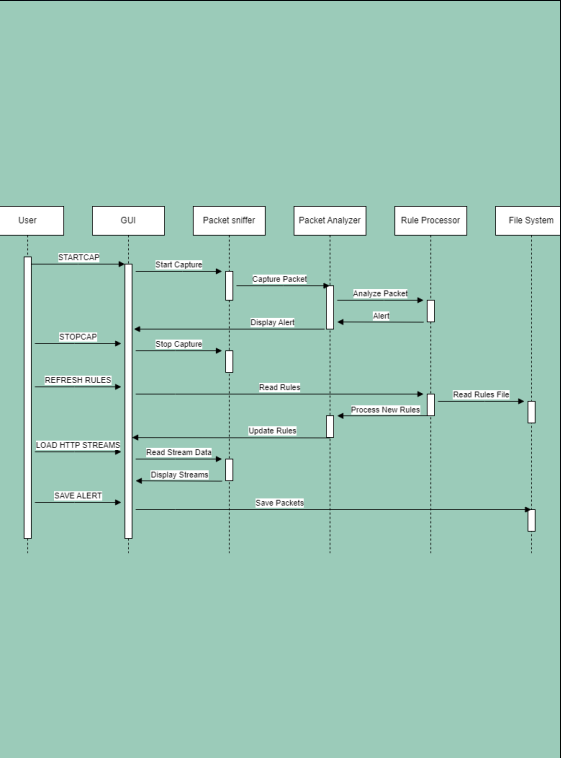 User
GUI
Packet sniffer
Packet Analyzer
Rule Processor
File System
STARTCAP
Start Capture
Capture Packet
Analyze Packet
Alert
Display Alert
STOPCAP
Stop Capture
REFRESH RULES
Read Rules
Read Rules File
Process New Rules
Update Rules
LOAD HTTP STREAMS
Read Stream Data
Display Streams
SAVE ALERT
Save Packets